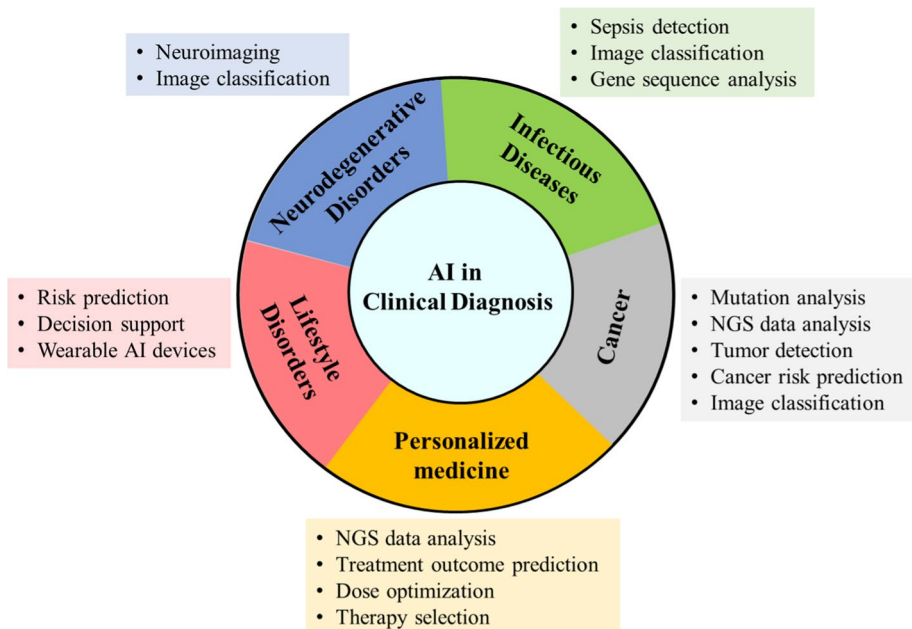 • Neuroimaging
• Image classification
• Sepsis detection
• Image classification
• Gene sequence analysis
Neurodegenerative
Disorders
Infectious
Diseases
AI in
Clinical Diagnosis
• Risk prediction
• Decision support
• Wearable AI devices
Lifestyle
Disorders
Cancer
• Mutation analysis
• NGS data analysis
• Tumor detection
• Cancer risk prediction
• Image classification
Personalized
medicine
• NGS data analysis
• Treatment outcome prediction
• Dose optimization
• Therapy selection